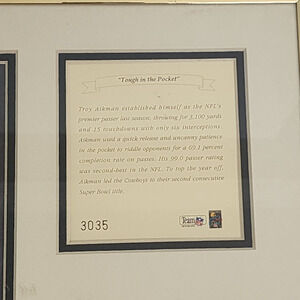 "Tough in the Pocket"
Troy Aikman established himself as the NFL's
premier passer last season, throwing for 3,100 yards
and 15 touchdowns with only six interceptions.
Aikman used a quick release and uncanny patience
in the pocket to riddle opponents for a 69.1 percent
completion rate on passes. His 99.0 passer rating
was second-best in the NFL. To top the year off,
Aikman led the Cowboys to their second consecutive
Super Bowl title.
3035
Team